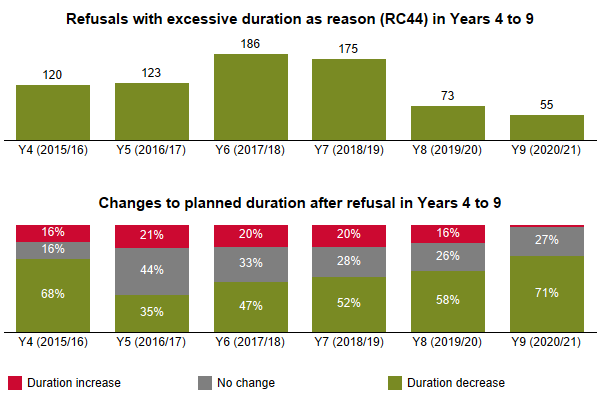 Refusals with excessive duration as reason (RC44) in Years 4 to 9
120 123 186 175 73 55
Y4 (2015/16) Y5 (2016/17) Y6 (2017/18) Y7 (2018/19) Y8 (2019/20) Y9 (2020/21)
Changes to planned duration after refusal in Years 4 to 9
16% 21% 20% 20% 16%
16% 44% 33% 28% 26% 27%
68% 35% 47% 52% 58% 71%
Y4 (2015/16) Y5 (2016/17) Y6 (2017/18) Y7 (2018/19) Y8 (2019/20) Y9 (2020/21)
Duration increase No change Duration decrease